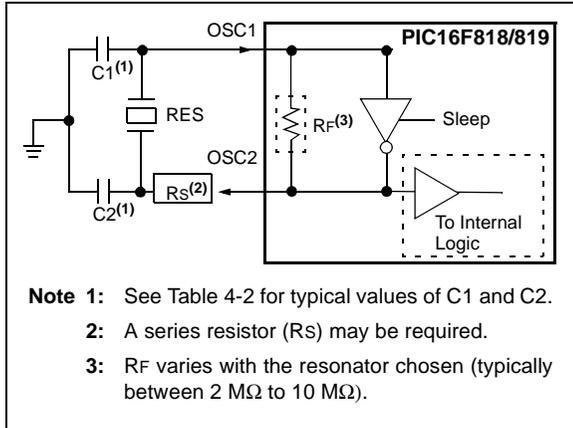 OSC1
PIC16F818/819
C1(1)
RES
RF(3)
Sleep
OSC2
C2(1)
RS(2)
To Internal
Logic
Note 1: See Table 4-2 for typical values of C1 and C2.
2: A series resistor (RS) may be required.
3: RF varies with the resonator chosen (typically
between 2 MΩ to 10 MΩ).